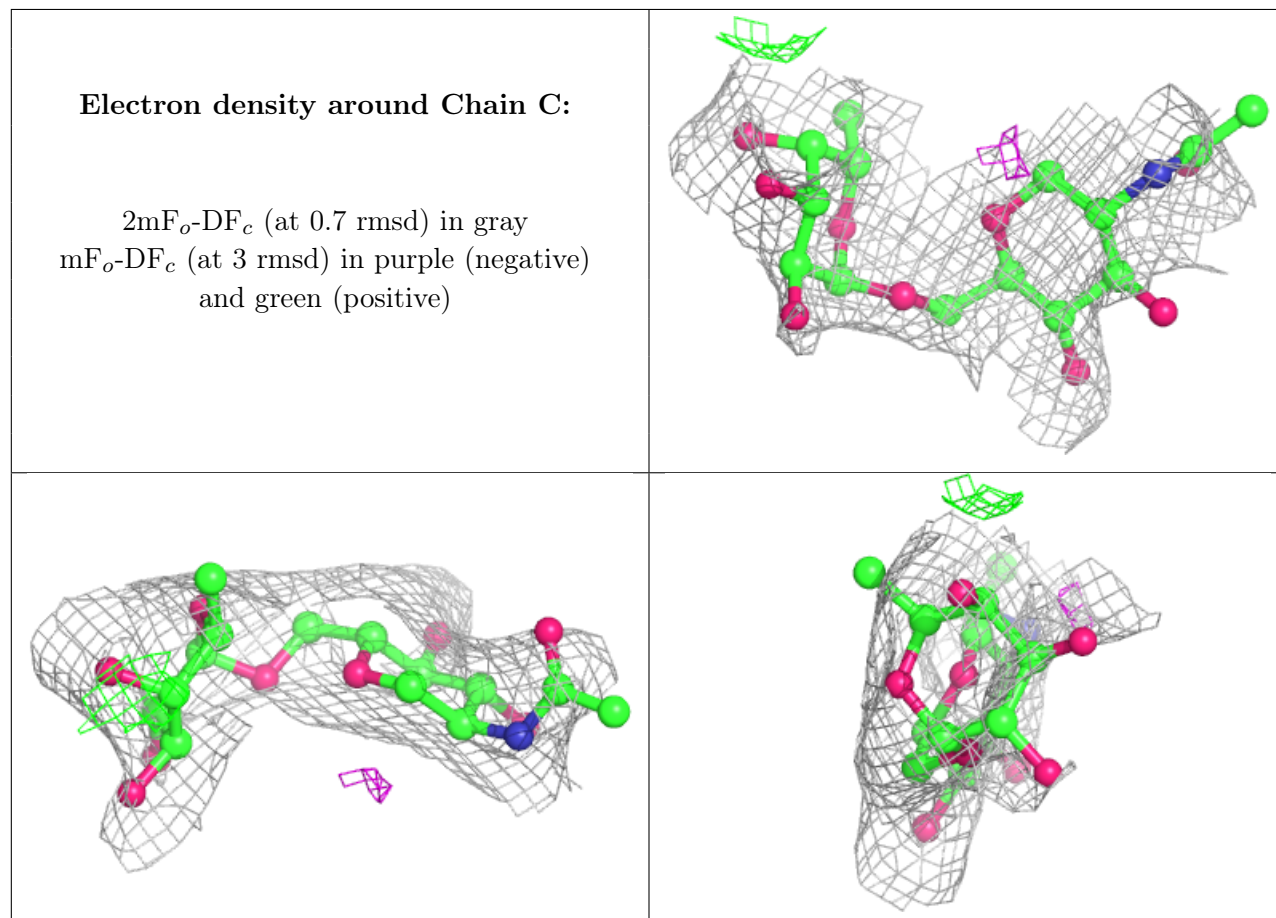 Electron density around Chain C:
2mFo-DFc (at 0.7 rmsd) in gray
mFo-DFc (at 3 rmsd) in purple (negative)
and green (positive)